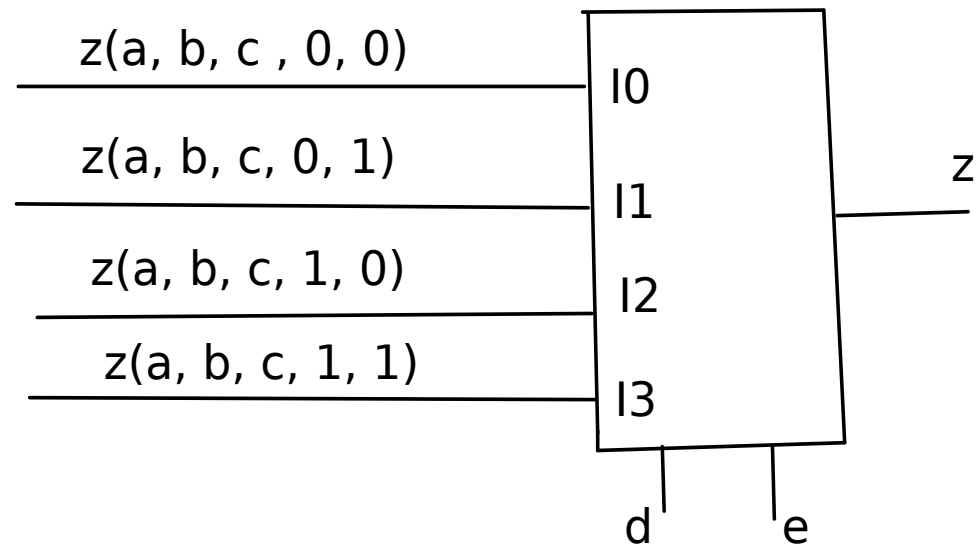 z(a, b, c , 0, 0)
I0
z(a, b, c, 0, 1)
z
I1
z(a, b, c, 1, 0)
I2
z(a, b, c, 1, 1)
I3
d
e